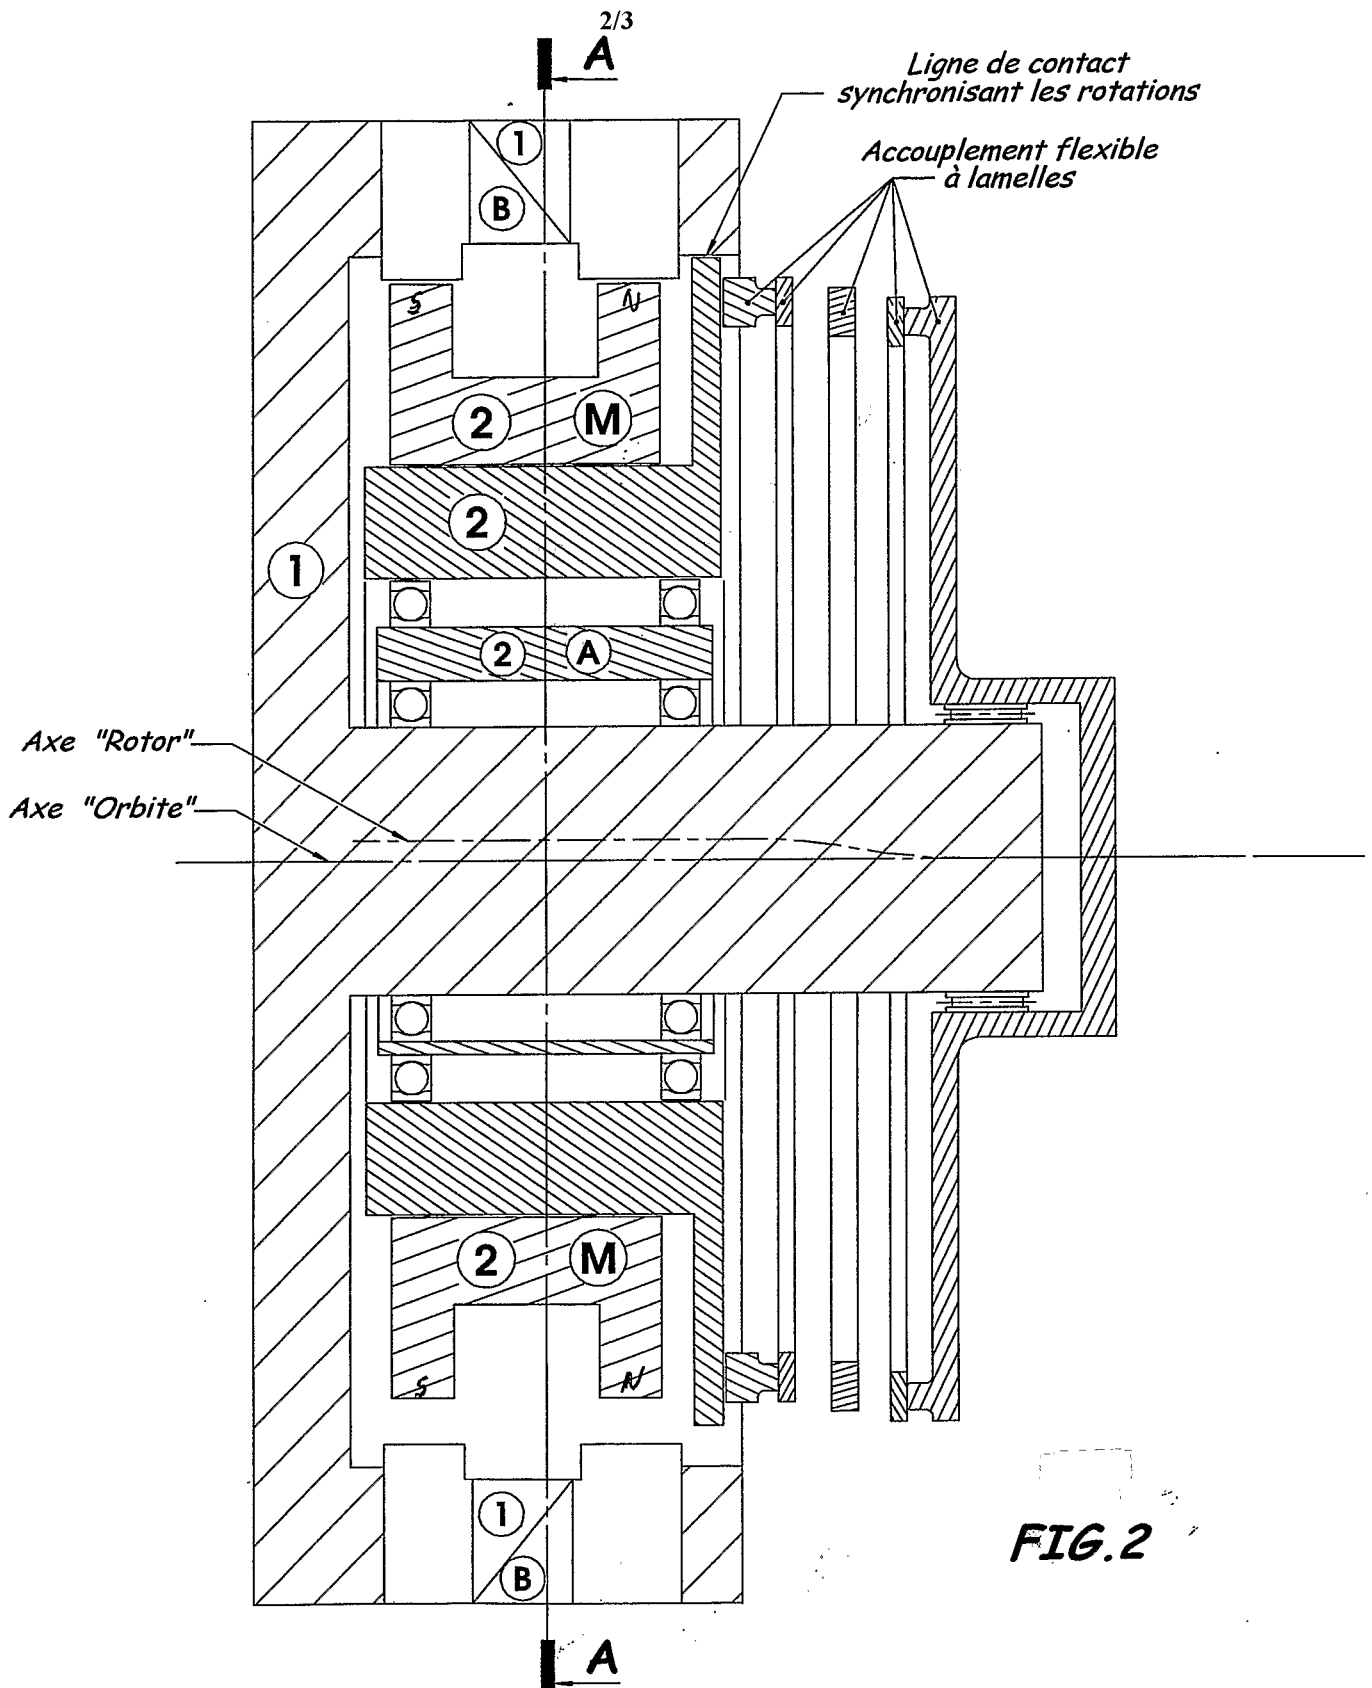 2/3
A
Ligne de contact
synchronisant les rotations
Accouplement flexible
à lamelles
1
B
S
N
2 M
2
1
2 A
Axe "Rotor"
Axe "Orbite"
2 M
S
N
1
B
FIG.2
A